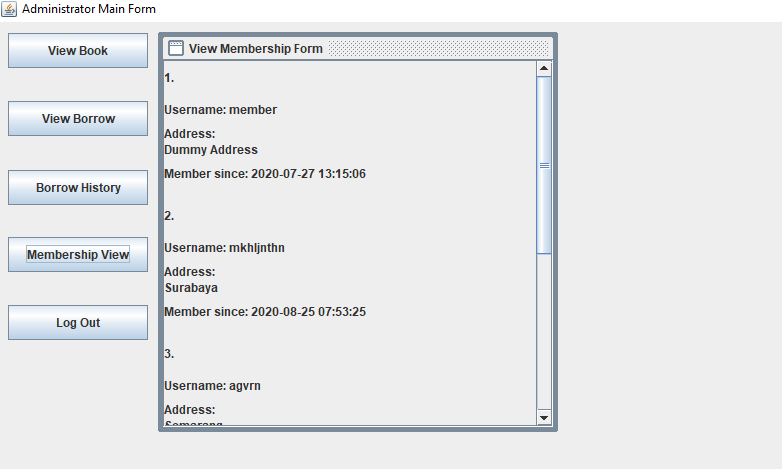 Administrator Main Form
View Book
View Borrow
Borrow History
Membership View
Log Out
View Membership Form
1.
Username: member
Address:
Dummy Address
Member since: 2020-07-27 13:15:06
2.
Username: mkhljnthn
Address:
Surabaya
Member since: 2020-08-25 07:53:25
3.
Username: agvrn
Address:
Semarang